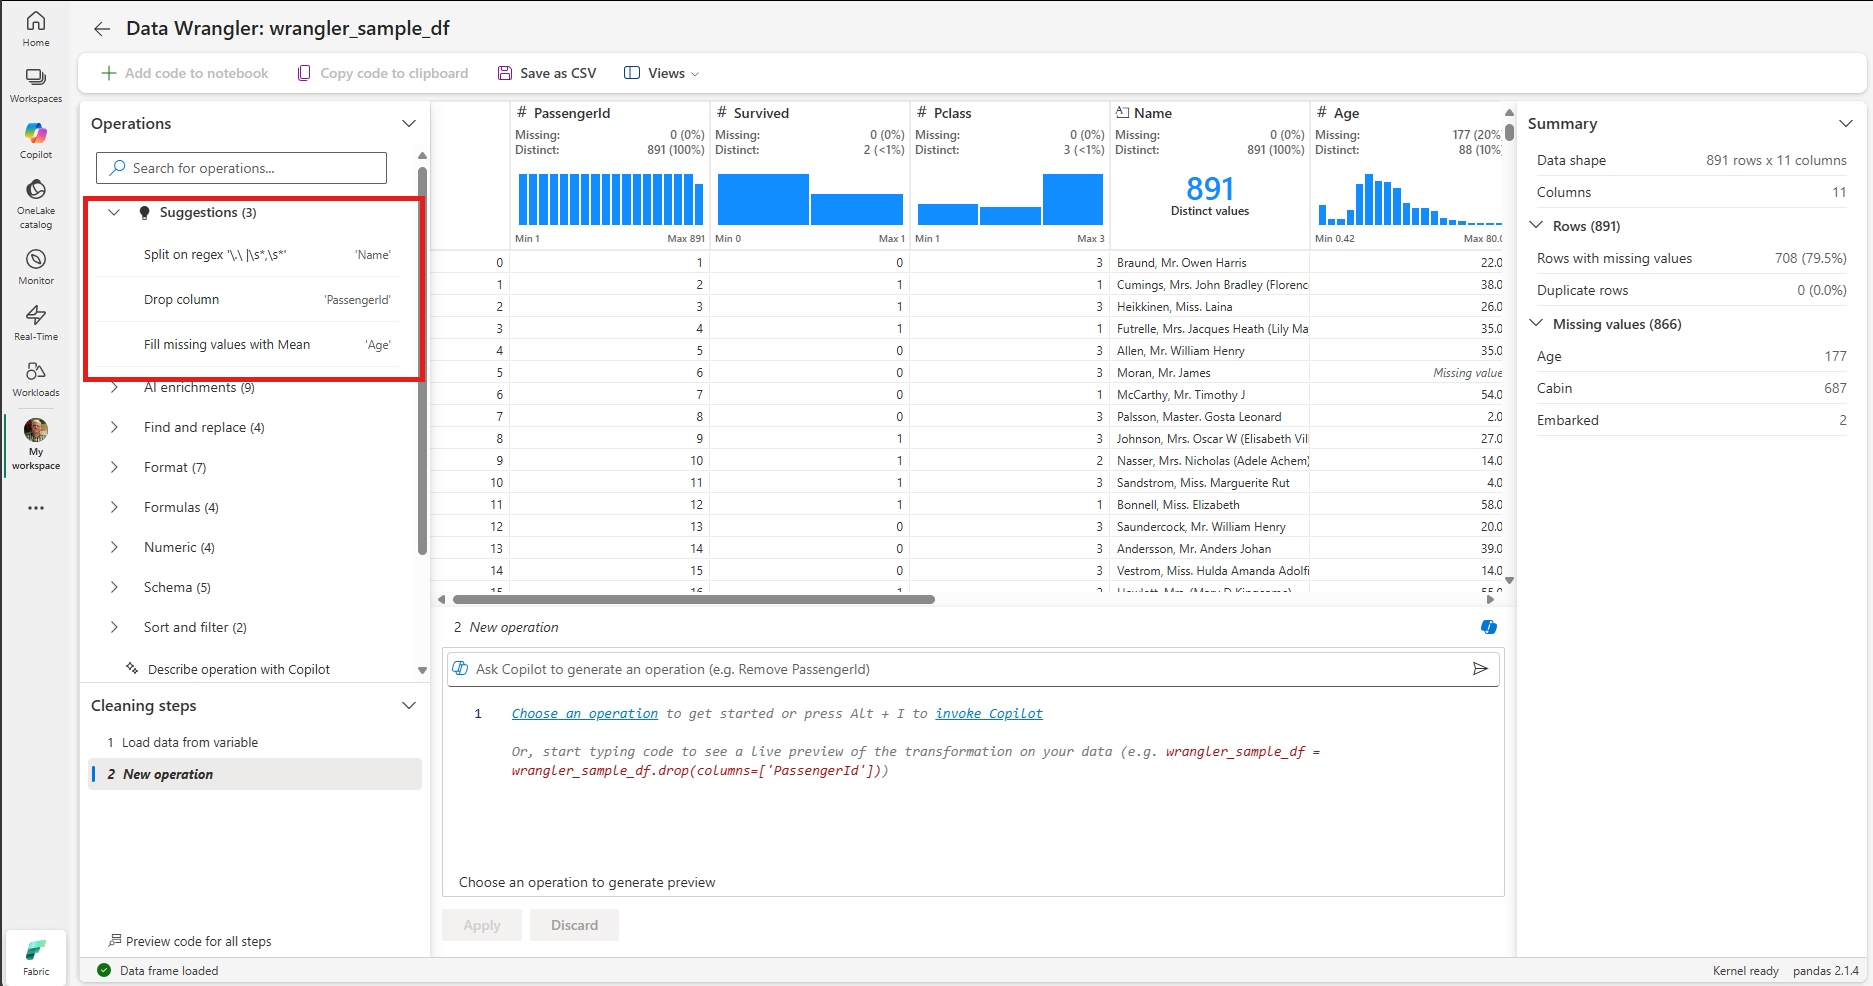 Home
Workspaces
Copilot
OneLake
catalog
Monitor
Real-Time
Workloads
My
workspace
Fabric
Data Wrangler: wrangler_sample_df
Add code to notebook
Copy code to clipboard
Save as CSV
Views
Operations
Search for operations...
Suggestions (3)
Split on regex '\.\ |\s*,\s*' 'Name'
Drop column 'PassengerId'
Fill missing values with Mean 'Age'
AI enrichments (9)
Find and replace (4)
Format (7)
Formulas (4)
Numeric (4)
Schema (5)
Sort and filter (2)
Describe operation with Copilot
Cleaning steps
1 Load data from variable
2 New operation
Preview code for all steps
# PassengerId # Survived # Pclass Name # Age
Missing: 0 (0%) Missing: 0 (0%) Missing: 0 (0%) Missing: 0 (0%) Missing: 177 (20%
Distinct: 891 (100%) Distinct: 2 (<1%) Distinct: 3 (<1%) Distinct: 891 (100%) Distinct: 88 (10%
891
Distinct values
Min 1 Max 891 Min 0 Max 1 Min 1 Max 3 Min 0.42 Max 80.0
0 1 0 3 Braund, Mr. Owen Harris 22.0
1 2 1 1 Cumings, Mrs. John Bradley (Florenc 38.0
2 3 1 3 Heikkinen, Miss. Laina 26.0
3 4 1 1 Futrelle, Mrs. Jacques Heath (Lily Ma 35.0
4 5 0 3 Allen, Mr. William Henry 35.0
5 6 0 3 Moran, Mr. James Missing value
6 7 0 1 McCarthy, Mr. Timothy J 54.0
7 8 0 3 Palsson, Master. Gosta Leonard 2.0
8 9 1 3 Johnson, Mrs. Oscar W (Elisabeth Vil 27.0
9 10 1 2 Nasser, Mrs. Nicholas (Adele Achem) 14.0
10 11 1 3 Sandstrom, Miss. Marguerite Rut 4.0
11 12 1 1 Bonnell, Miss. Elizabeth 58.0
12 13 0 3 Saundercock, Mr. William Henry 20.0
13 14 0 3 Andersson, Mr. Anders Johan 39.0
14 15 0 3 Vestrom, Miss. Hulda Amanda Adolfi 14.0
15 16 1 2 Hewlett, Mrs. (Mary D Kingcome) 55.0
2 New operation
Ask Copilot to generate an operation (e.g. Remove PassengerId)
1 Choose an operation to get started or press Alt + I to invoke Copilot
Or, start typing code to see a live preview of the transformation on your data (e.g. wrangler_sample_df =
wrangler_sample_df.drop(columns=['PassengerId']))
Choose an operation to generate preview
Apply
Discard
Summary
Data shape 891 rows x 11 columns
Columns 11
Rows (891)
Rows with missing values 708 (79.5%)
Duplicate rows 0 (0.0%)
Missing values (866)
Age 177
Cabin 687
Embarked 2
Data frame loaded
Kernel ready
pandas 2.1.4